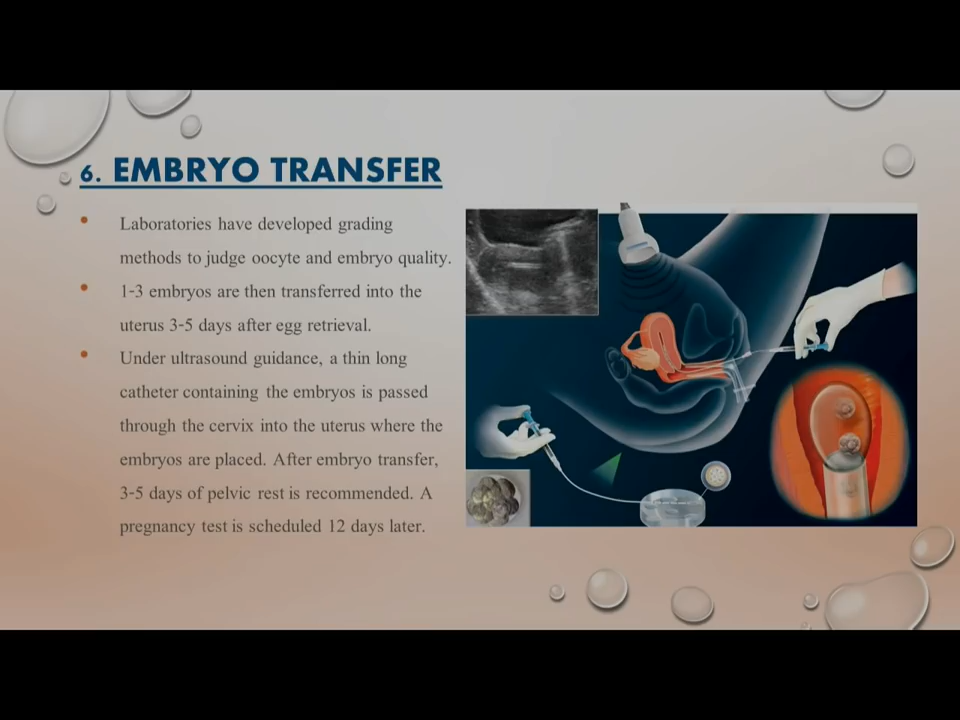 6. EMBRYO TRANSFER
• Laboratories have developed grading
methods to judge oocyte and embryo quality.
• 1-3 embryos are then transferred into the
uterus 3-5 days after egg retrieval.
• Under ultrasound guidance, a thin long
catheter containing the embryos is passed
through the cervix into the uterus where the
embryos are placed. After embryo transfer,
3-5 days of pelvic rest is recommended. A
pregnancy test is scheduled 12 days later.